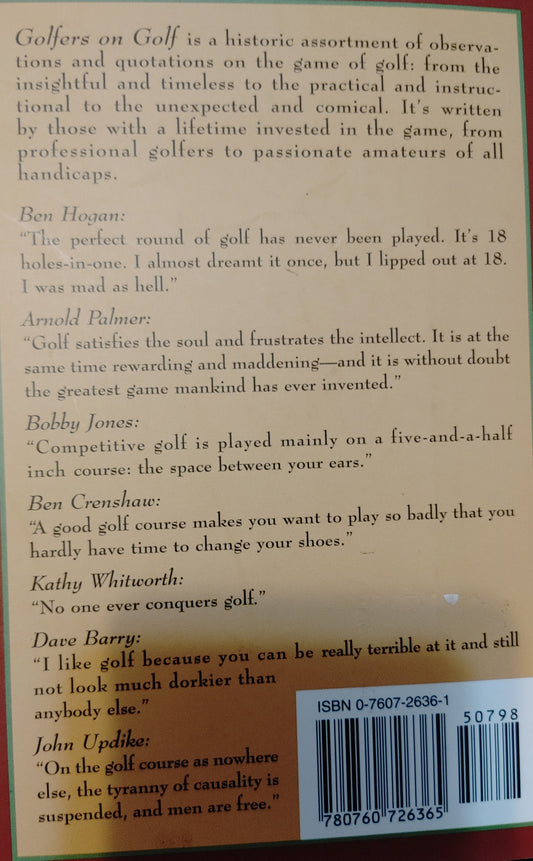 Golfers on Golf is a historic assortment of observa-
tions and quotations on the game of golf: from the
insightful and timeless to the practical and instruc-
tional to the unexpected and comical. It's written
by those with a lifetime invested in the game, from
professional golfers to passionate amateurs of all
handicaps.
Ben Hogan:
“The perfect round of golf has never been played. It's 18
holes-in-one. I almost dreamt it once, but I lipped out at 18.
I was mad as hell.”
Arnold Palmer:
“Golf satisfies the soul and frustrates the intellect. It is at the
same time rewarding and maddening—and it is without doubt
the greatest game mankind has ever invented.”
Bobby Jones:
“Competitive golf is played mainly on a five-and-a-half
inch course: the space between your ears.”
Ben Crenshaw:
“A good golf course makes you want to play so badly that you
hardly have time to change your shoes.”
Kathy Whitworth:
“No one ever conquers golf.”
Dave Barry:
“I like golf because you can be really terrible at it and still
not look much dorkier than
anybody else.”
John Updike:
“On the golf course as nowhere
else, the tyranny of causality is
suspended, and men are free.”
ISBN 0-7607-2636-1
50798
780760 726365